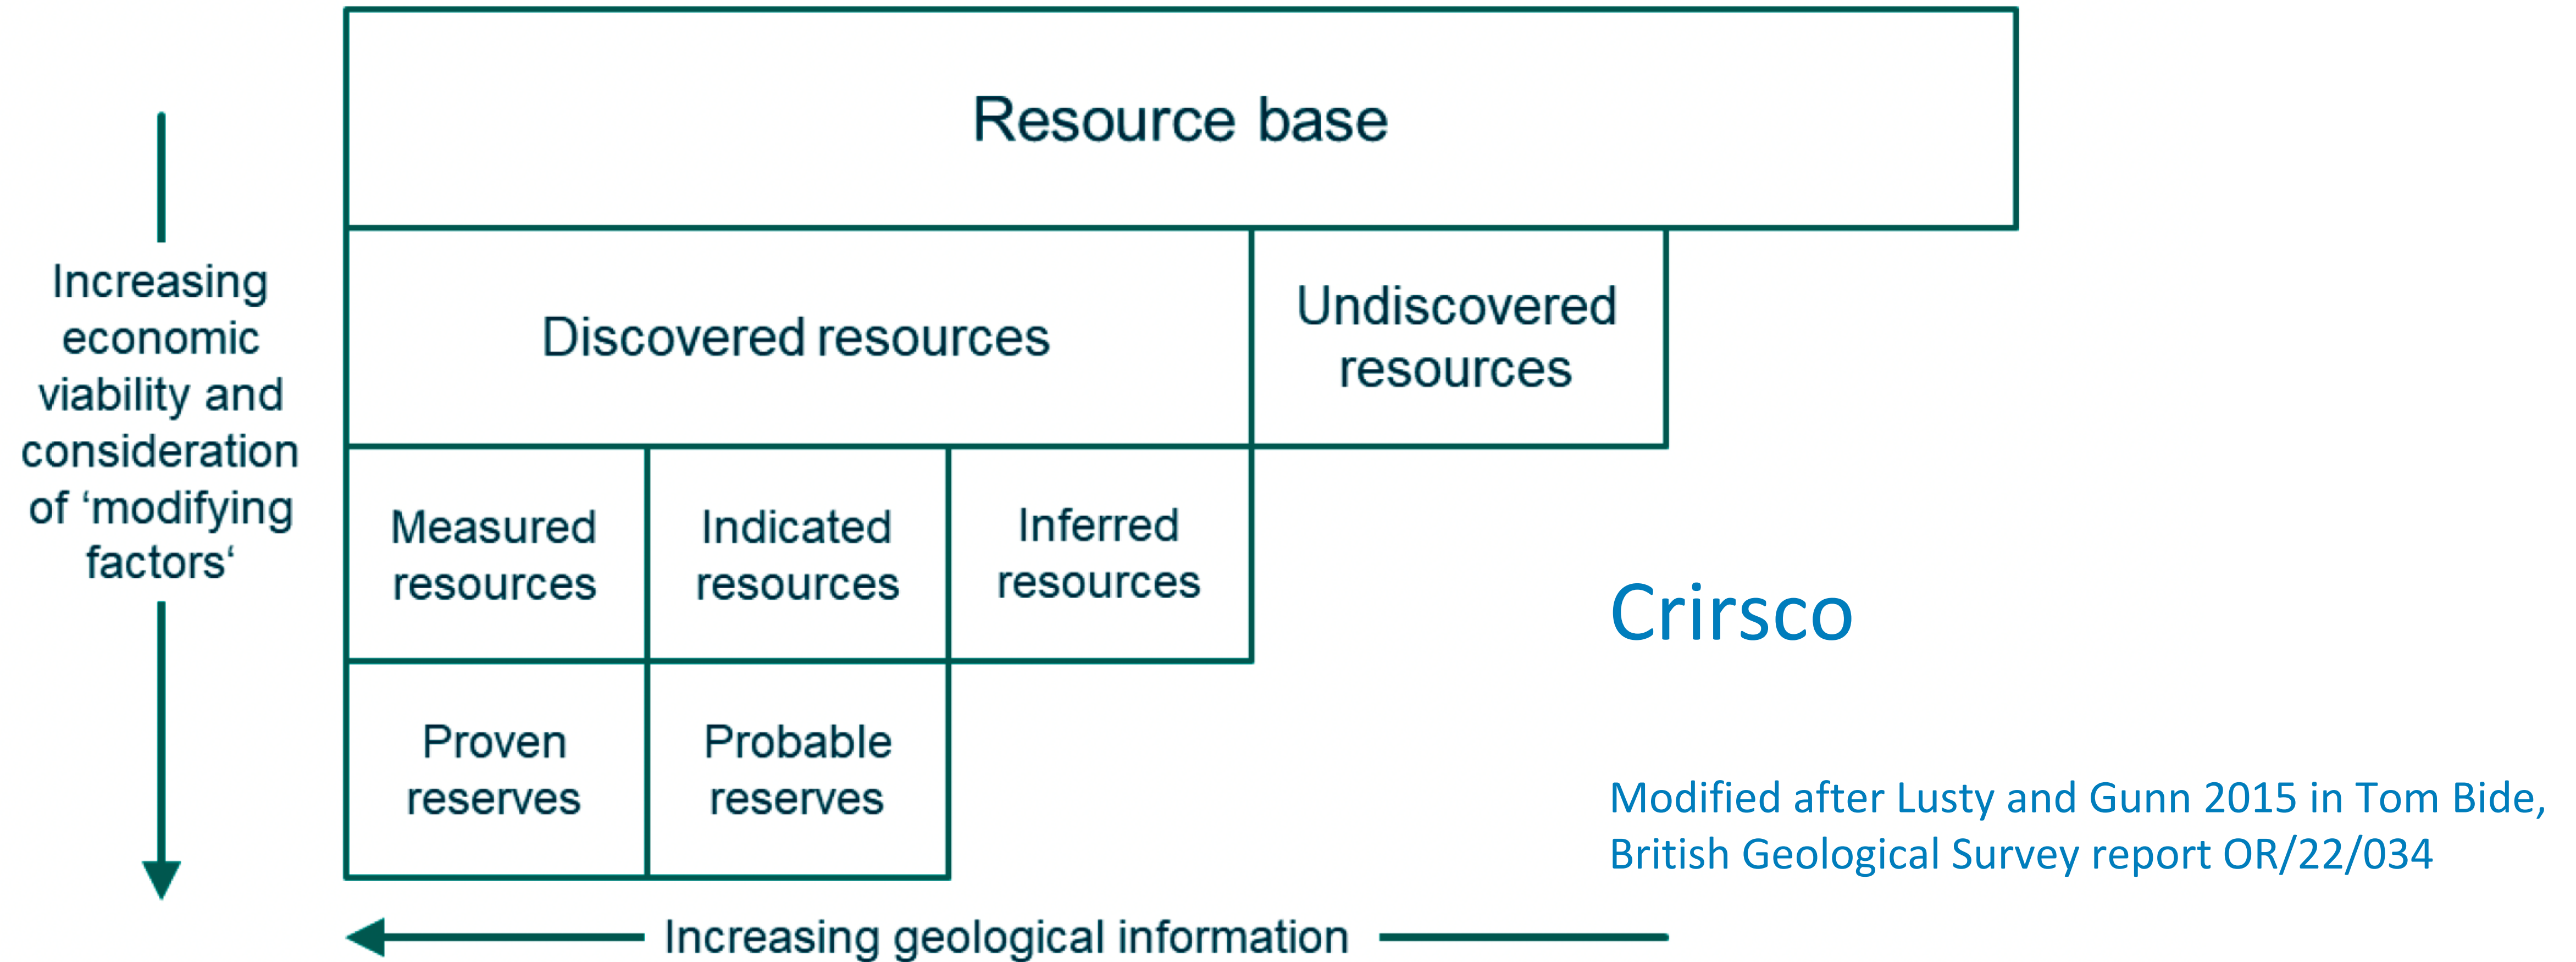 Resource base
Increasing
economic
viability and
consideration
of ‘modifying
factors‘
Discovered resources
Undiscovered
resources
Measured
resources
Indicated
resources
Inferred
resources
Proven
reserves
Probable
reserves
Crirsco
Modified after Lusty and Gunn 2015 in Tom Bide,
British Geological Survey report OR/22/034
Increasing geological information